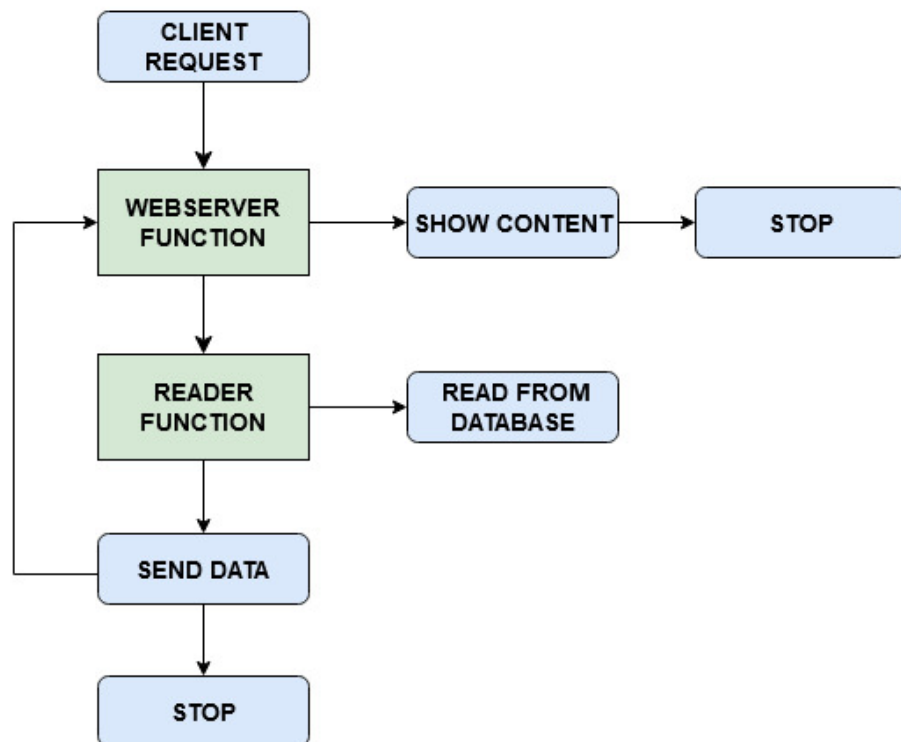 CLIENT
REQUEST
WEBSERVER
FUNCTION
SHOW CONTENT
STOP
READER
FUNCTION
READ FROM
DATABASE
SEND DATA
STOP